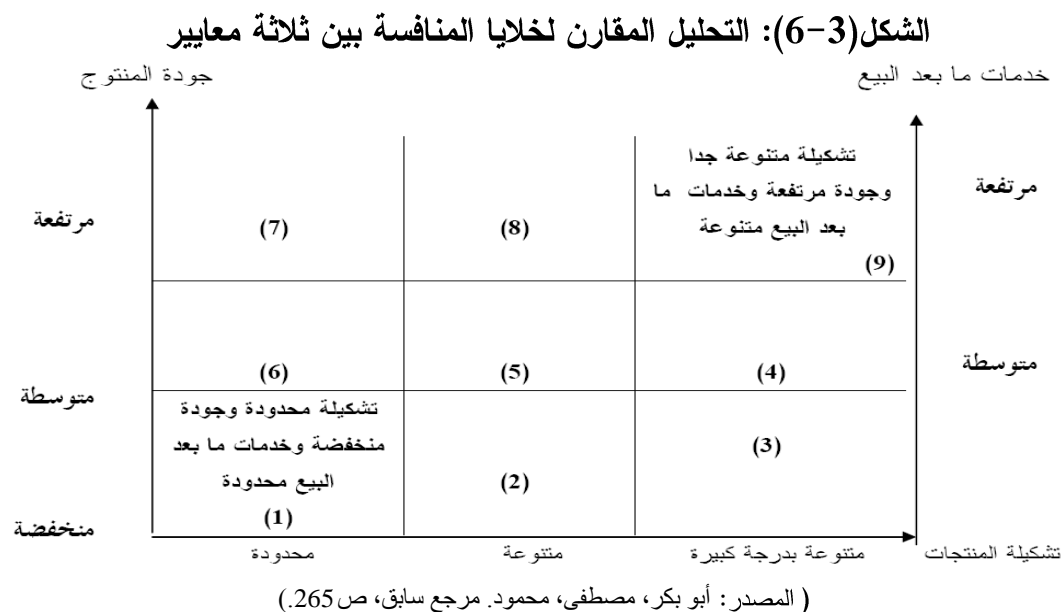 الشكل(3-6): التحليل المقارن لخلايا المنافسة بين ثلاثة معايير
خدمات ما بعد البيع
جودة المنتوج
مرتفعة
تشكيلة متنوعة جدا
وجودة مرتفعة وخدمات ما
بعد البيع متنوعة
(9)
(8)
(7)
مرتفعة
متوسطة
(4)
(5)
(6)
متوسطة
(3)
(2)
تشكيلة محدودة وجودة
منخفضة وخدمات ما بعد
البيع محدودة
(1)
منخفضة
تشكيلة المنتجات
متنوعة بدرجة كبيرة
متنوعة
محدودة
( المصدر: أبو بكر، مصطفى، محمود. مرجع سابق، ص265.)